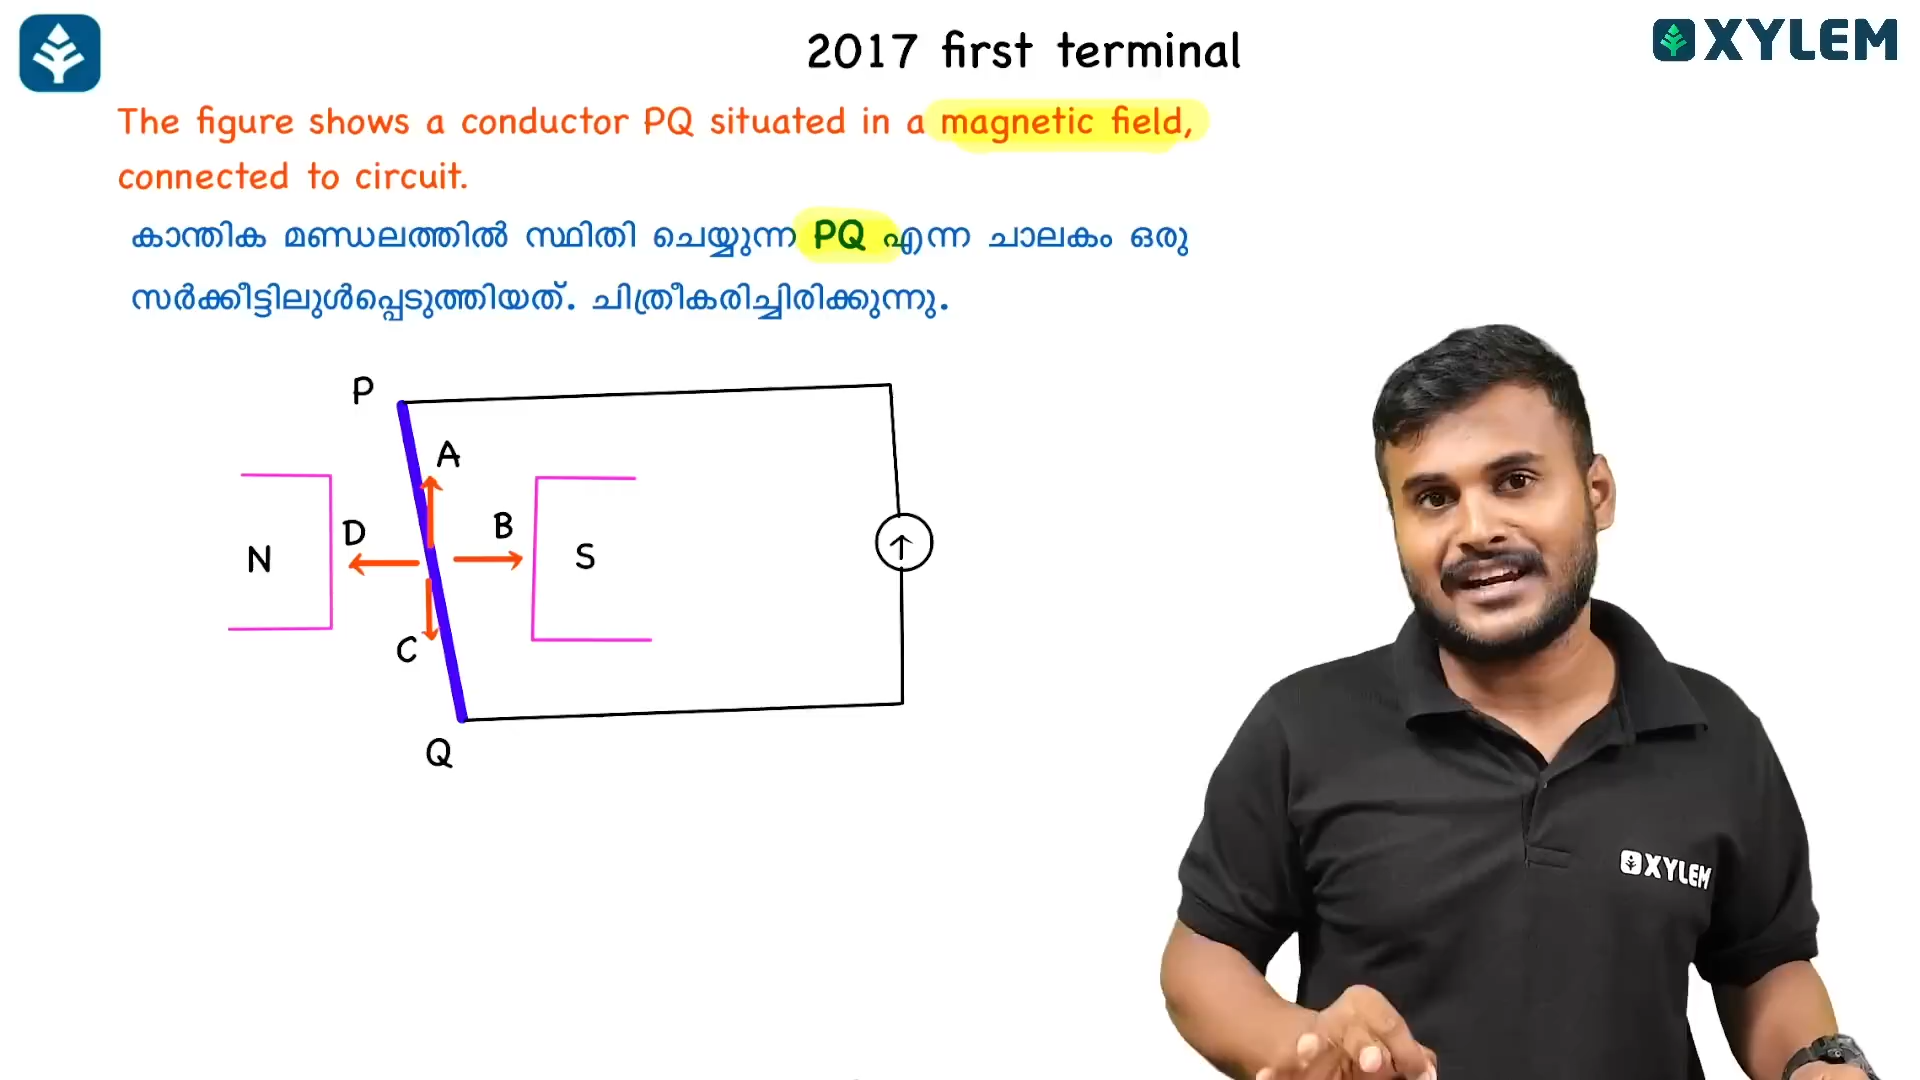 2017 first terminal
XYLEM
The figure shows a conductor PQ situated in a magnetic field,
connected to circuit.
കാന്തിക മണ്ഡലത്തിൽ സ്ഥിതി ചെയ്യുന്ന PQ എന്ന ചാലകം ഒരു
സർക്കീട്ടിലുൾപ്പെടുത്തിയത്. ചിത്രീകരിച്ചിരിക്കുന്നു.
P
A
D
B
N
S
C
Q
XYLEM